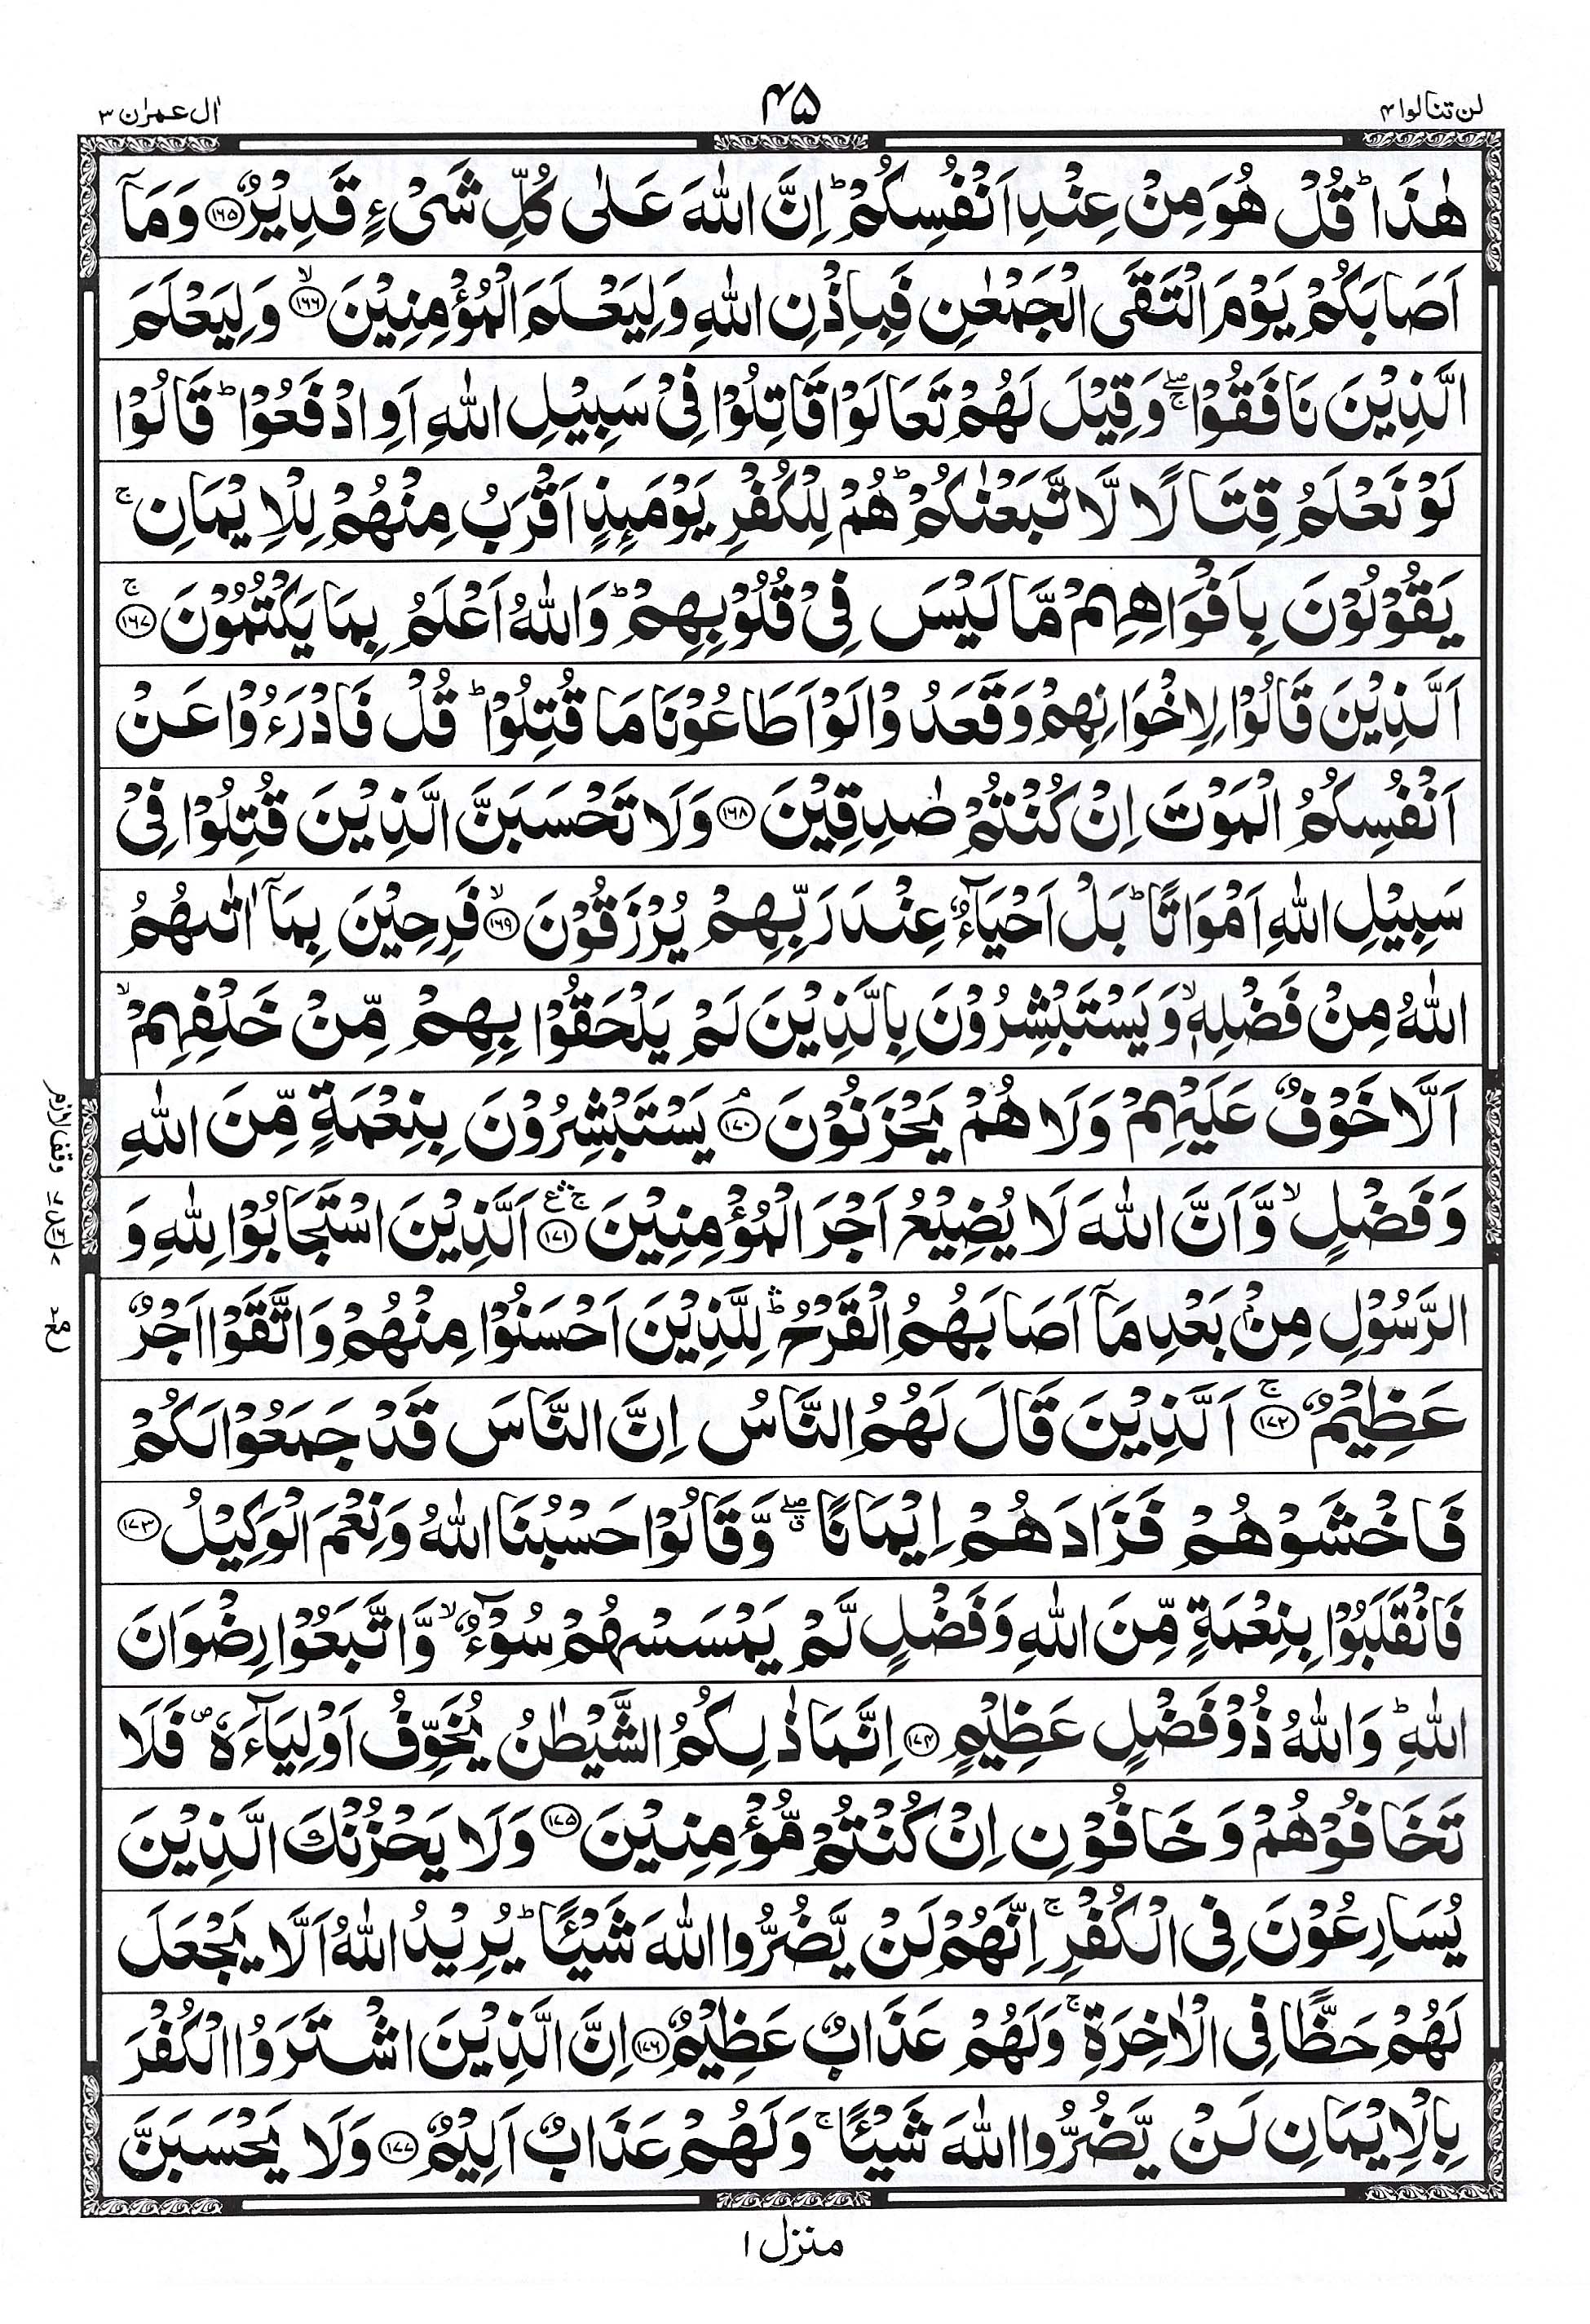 لن تنالوا ۴
۴۵
اٰل عمرٰن ۳
هٰذَا ؕ قُلْ هُوَ مِنْ عِنْدِ اَنْفُسِكُمْ ؕ اِنَّ اللّٰهَ عَلٰى كُلِّ شَیْءٍ قَدِیْرٌ ﴿۱۶۵﴾ وَمَاۤ
اَصَابَكُمْ یَوْمَ الْتَقَى الْجَمْعٰنِ فَبِاِذْنِ اللّٰهِ وَلِیَعْلَمَ الْمُؤْمِنِیْنَ ۙ﴿۱۶۶﴾ وَلِیَعْلَمَ
الَّذِیْنَ نَافَقُوْا ۖۚ وَقِیْلَ لَهُمْ تَعَالَوْا قَاتِلُوْا فِیْ سَبِیْلِ اللّٰهِ اَوِ ادْفَعُوْا ؕ قَالُوْا
لَوْ نَعْلَمُ قِتَالًا لَّا تَّبَعْنٰكُمْ ؕ هُمْ لِلْكُفْرِ یَوْمَىِٕذٍ اَقْرَبُ مِنْهُمْ لِلْاِیْمَانِ ۚ
یَقُوْلُوْنَ بِاَفْوَاهِهِمْ مَّا لَیْسَ فِیْ قُلُوْبِهِمْ ؕ وَاللّٰهُ اَعْلَمُ بِمَا یَكْتُمُوْنَ ۚ﴿۱۶۷﴾
اَلَّذِیْنَ قَالُوْا لِاِخْوَانِهِمْ وَقَعَدُوْا لَوْ اَطَاعُوْنَا مَا قُتِلُوْا ؕ قُلْ فَادْرَءُوْا عَنْ
اَنْفُسِكُمُ الْمَوْتَ اِنْ كُنْتُمْ صٰدِقِیْنَ ﴿۱۶۸﴾ وَلَا تَحْسَبَنَّ الَّذِیْنَ قُتِلُوْا فِیْ
سَبِیْلِ اللّٰهِ اَمْوَاتًا ؕ بَلْ اَحْیَآءٌ عِنْدَ رَبِّهِمْ یُرْزَقُوْنَ ۙ﴿۱۶۹﴾ فَرِحِیْنَ بِمَاۤ اٰتٰىهُمُ
اللّٰهُ مِنْ فَضْلِهٖ ۙ وَیَسْتَبْشِرُوْنَ بِالَّذِیْنَ لَمْ یَلْحَقُوْا بِهِمْ مِّنْ خَلْفِهِمْ ۙ
اَلَّا خَوْفٌ عَلَیْهِمْ وَلَا هُمْ یَحْزَنُوْنَ ۘ﴿۱۷۰﴾ یَسْتَبْشِرُوْنَ بِنِعْمَةٍ مِّنَ اللّٰهِ
وَفَضْلٍ ۙ وَّاَنَّ اللّٰهَ لَا یُضِیْعُ اَجْرَ الْمُؤْمِنِیْنَ ۚۛ ع ﴿۱۷۱﴾ اَلَّذِیْنَ اسْتَجَابُوْا لِلّٰهِ وَ
الرَّسُوْلِ مِنْۢ بَعْدِ مَاۤ اَصَابَهُمُ الْقَرْحُ ؕۛ لِلَّذِیْنَ اَحْسَنُوْا مِنْهُمْ وَاتَّقَوْا اَجْرٌ
عَظِیْمٌ ۚ﴿۱۷۲﴾ اَلَّذِیْنَ قَالَ لَهُمُ النَّاسُ اِنَّ النَّاسَ قَدْ جَمَعُوْا لَكُمْ
فَاخْشَوْهُمْ فَزَادَهُمْ اِیْمَانًا ۖۗ وَّقَالُوْا حَسْبُنَا اللّٰهُ وَنِعْمَ الْوَكِیْلُ ﴿۱۷۳﴾
فَانْقَلَبُوْا بِنِعْمَةٍ مِّنَ اللّٰهِ وَفَضْلٍ لَّمْ یَمْسَسْهُمْ سُوْٓءٌ ۙ وَّاتَّبَعُوْا رِضْوَانَ
اللّٰهِ ؕ وَاللّٰهُ ذُوْ فَضْلٍ عَظِیْمٍ ﴿۱۷۴﴾ اِنَّمَا ذٰلِكُمُ الشَّیْطٰنُ یُخَوِّفُ اَوْلِیَآءَهٗ ۪ فَلَا
تَخَافُوْهُمْ وَخَافُوْنِ اِنْ كُنْتُمْ مُّؤْمِنِیْنَ ﴿۱۷۵﴾ وَلَا یَحْزُنْكَ الَّذِیْنَ
یُسَارِعُوْنَ فِی الْكُفْرِ ۚ اِنَّهُمْ لَنْ یَّضُرُّوا اللّٰهَ شَیْـًٔا ؕ یُرِیْدُ اللّٰهُ اَلَّا یَجْعَلَ
لَهُمْ حَظًّا فِی الْاٰخِرَةِ ۚ وَلَهُمْ عَذَابٌ عَظِیْمٌ ﴿۱۷۶﴾ اِنَّ الَّذِیْنَ اشْتَرَوُا الْكُفْرَ
بِالْاِیْمَانِ لَنْ یَّضُرُّوا اللّٰهَ شَیْـًٔا ۚ وَلَهُمْ عَذَابٌ اَلِیْمٌ ﴿۱۷۷﴾ وَلَا یَحْسَبَنَّ
وقف لازم
منزل ۱